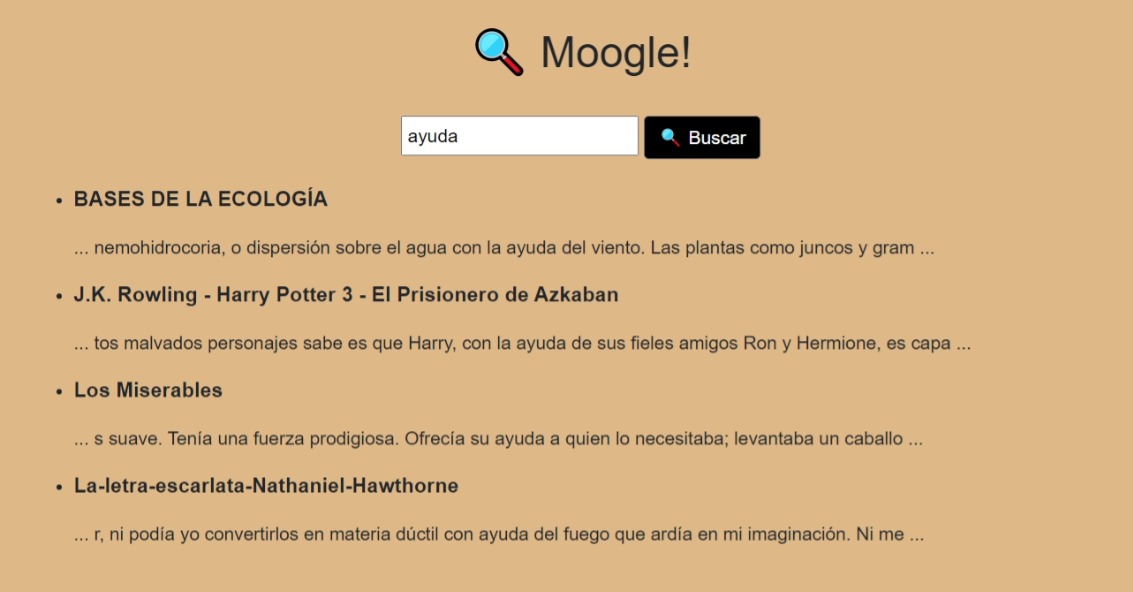 Moogle!
ayuda
Buscar
BASES DE LA ECOLOGÍA
... nemohidrocoria, o dispersión sobre el agua con la ayuda del viento. Las plantas como juncos y gram ...
J.K. Rowling - Harry Potter 3 - El Prisionero de Azkaban
... tos malvados personajes sabe es que Harry, con la ayuda de sus fieles amigos Ron y Hermione, es capa ...
Los Miserables
... s suave. Tenía una fuerza prodigiosa. Ofrecía su ayuda a quien lo necesitaba; levantaba un caballo ...
La-letra-escarlata-Nathaniel-Hawthorne
... r, ni podía yo convertirlos en materia dúctil con ayuda del fuego que ardía en mi imaginación. Ni me ...